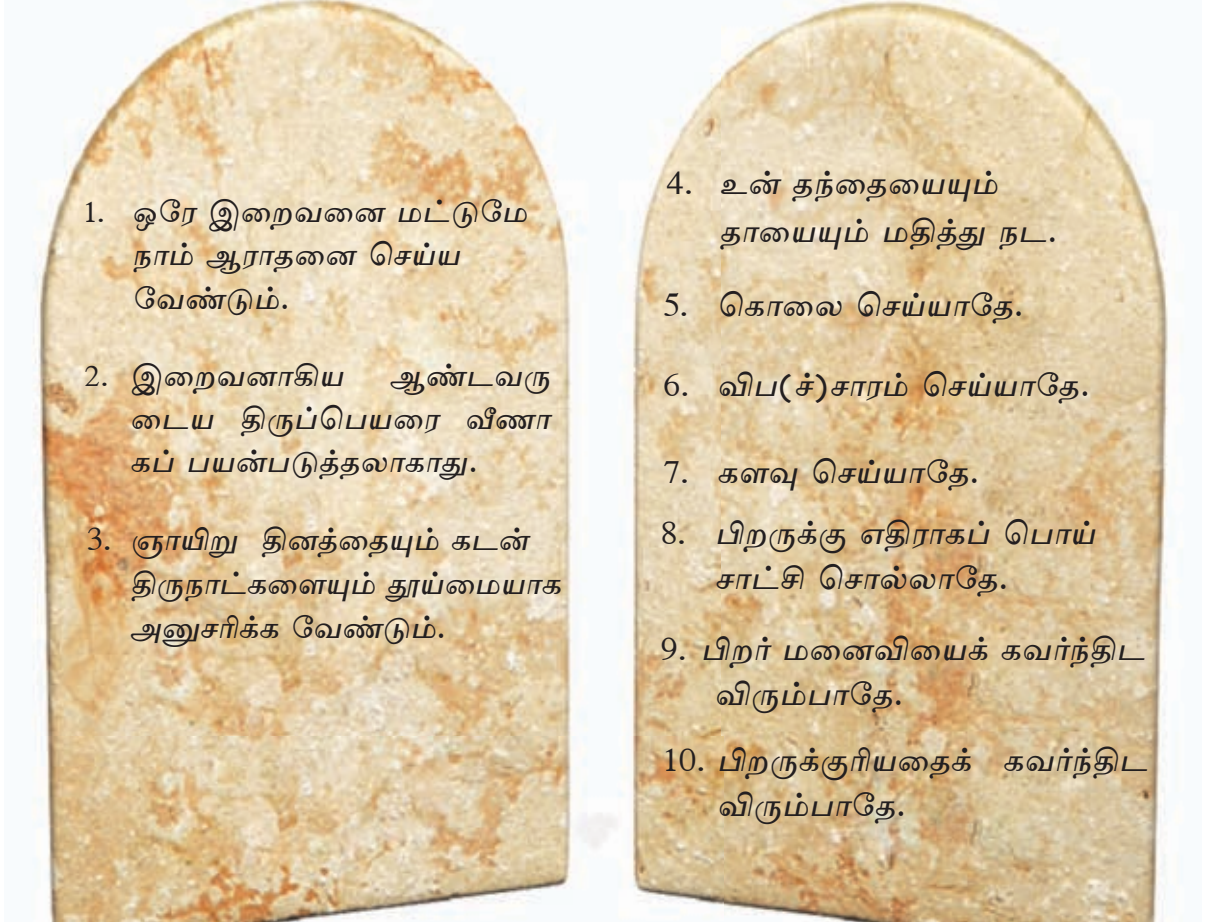 1. ஒரே இறைவனை மட்டுமே
நாம் ஆராதனை செய்ய
வேண்டும்.
2. இறைவனாகிய ஆண்டவரு
டைய திருப்பெயரை வீணா
கப் பயன்படுத்தலாகாது.
3. ஞாயிறு தினத்தையும் கடன்
திருநாட்களையும் தூய்மையாக
அனுசரிக்க வேண்டும்.
4. உன் தந்தையையும்
தாயையும் மதித்து நட.
5. கொலை செய்யாதே.
6. விப(ச்)சாரம் செய்யாதே.
7. களவு செய்யாதே.
8. பிறருக்கு எதிராகப் பொய்
சாட்சி சொல்லாதே.
9. பிறர் மனைவியைக் கவர்ந்திட
விரும்பாதே.
10. பிறருக்குரியதைக் கவர்ந்திட
விரும்பாதே.